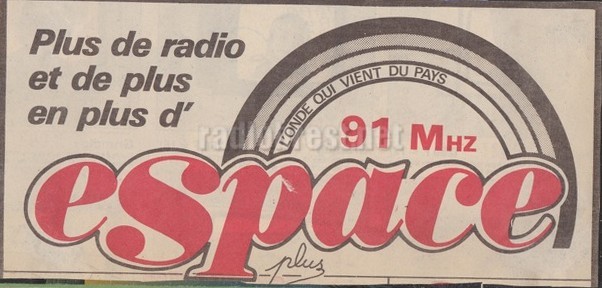 Plus de radio
et de plus
en plus d'
L'ONDE QUI VIENT DU PAYS
91 MHZ
espace
plus